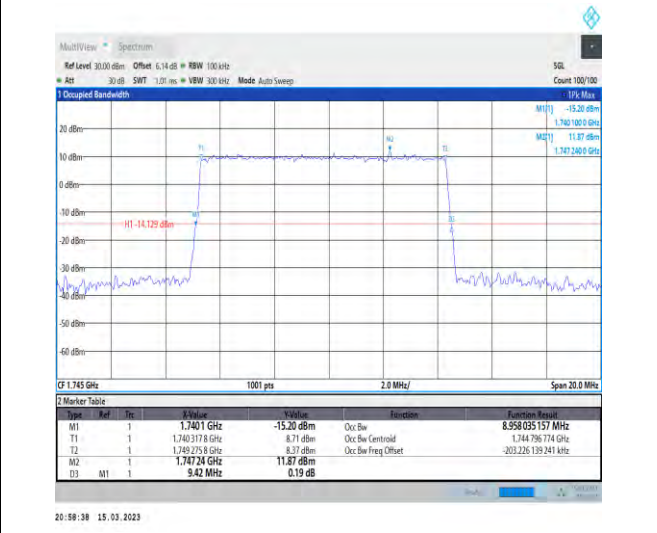 MultiView Spectrum
Ref Level 30.00 dBm Offset 6.14 dB RBW 100 kHz SGL
Att 30 dB SWT 1.01 ms VBW 300 kHz Mode Auto Sweep Count 100/100
1 Occupied Bandwidth 1Pk Max
M1[1] -15.20 dBm
1.740 100 0 GHz
M2[1] 11.87 dBm
1.747 240 0 GHz
20 dBm
T1 M2 T2
10 dBm
0 dBm
-10 dBm
M1 D3
H1 -14.129 dBm
-20 dBm
-30 dBm
-40 dBm
-50 dBm
-60 dBm
CF 1.745 GHz 1001 pts 2.0 MHz/ Span 20.0 MHz
2 Marker Table
Type Ref Trc X-Value Y-Value Function Function Result
M1 1 1.7401 GHz -15.20 dBm Occ Bw 8.958 035 157 MHz
T1 1 1.740 317 8 GHz 8.71 dBm Occ Bw Centroid 1.744 796 774 GHz
T2 1 1.749 275 8 GHz 8.37 dBm Occ Bw Freq Offset -203.226 139 241 kHz
M2 1 1.747 24 GHz 11.87 dBm
D3 M1 1 9.42 MHz 0.19 dB
20:58:38 15.03.2023